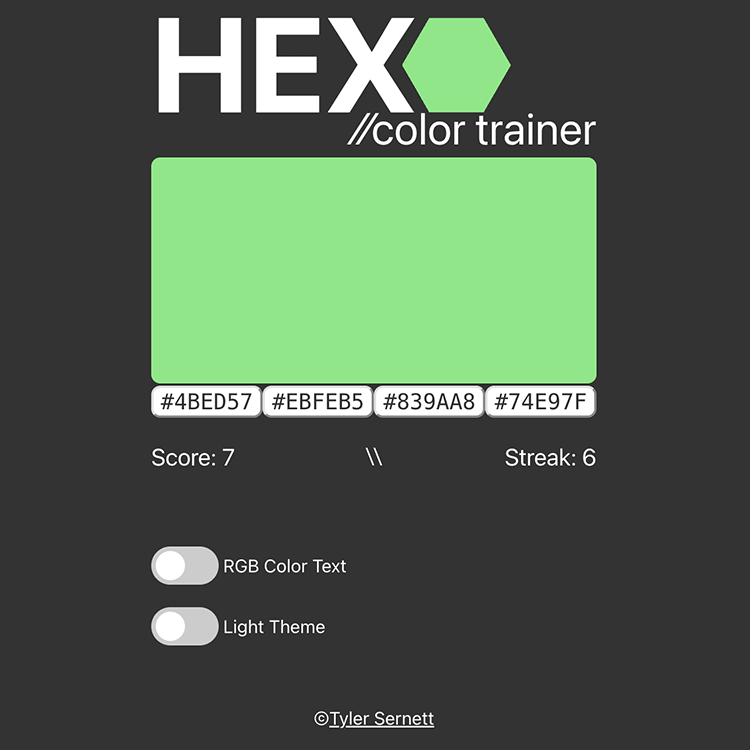 HEX
//color trainer
#4BED57 #EBFEB5 #839AA8 #74E97F
Score: 7 \\ Streak: 6
RGB Color Text
Light Theme
©Tyler Sernett